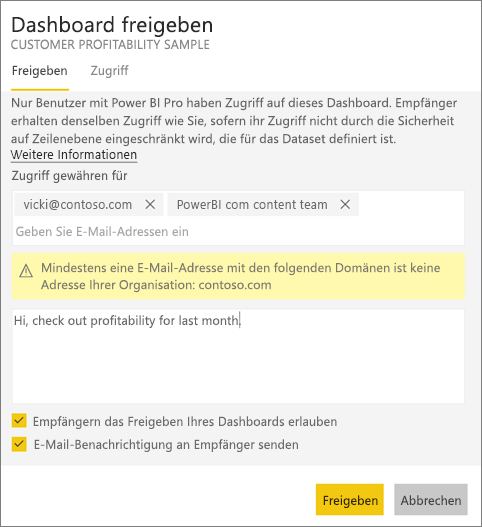 Dashboard freigeben
CUSTOMER PROFITABILITY SAMPLE
Freigeben Zugriff
Nur Benutzer mit Power BI Pro haben Zugriff auf dieses Dashboard. Empfänger
erhalten denselben Zugriff wie Sie, sofern ihr Zugriff nicht durch die Sicherheit
auf Zeilenebene eingeschränkt wird, die für das Dataset definiert ist.
Weitere Informationen
Zugriff gewähren für
vicki@contoso.com PowerBI com content team
Geben Sie E-Mail-Adressen ein
Mindestens eine E-Mail-Adresse mit den folgenden Domänen ist keine
Adresse Ihrer Organisation: contoso.com
Hi, check out profitability for last month.
Empfängern das Freigeben Ihres Dashboards erlauben
E-Mail-Benachrichtigung an Empfänger senden
Freigeben Abbrechen